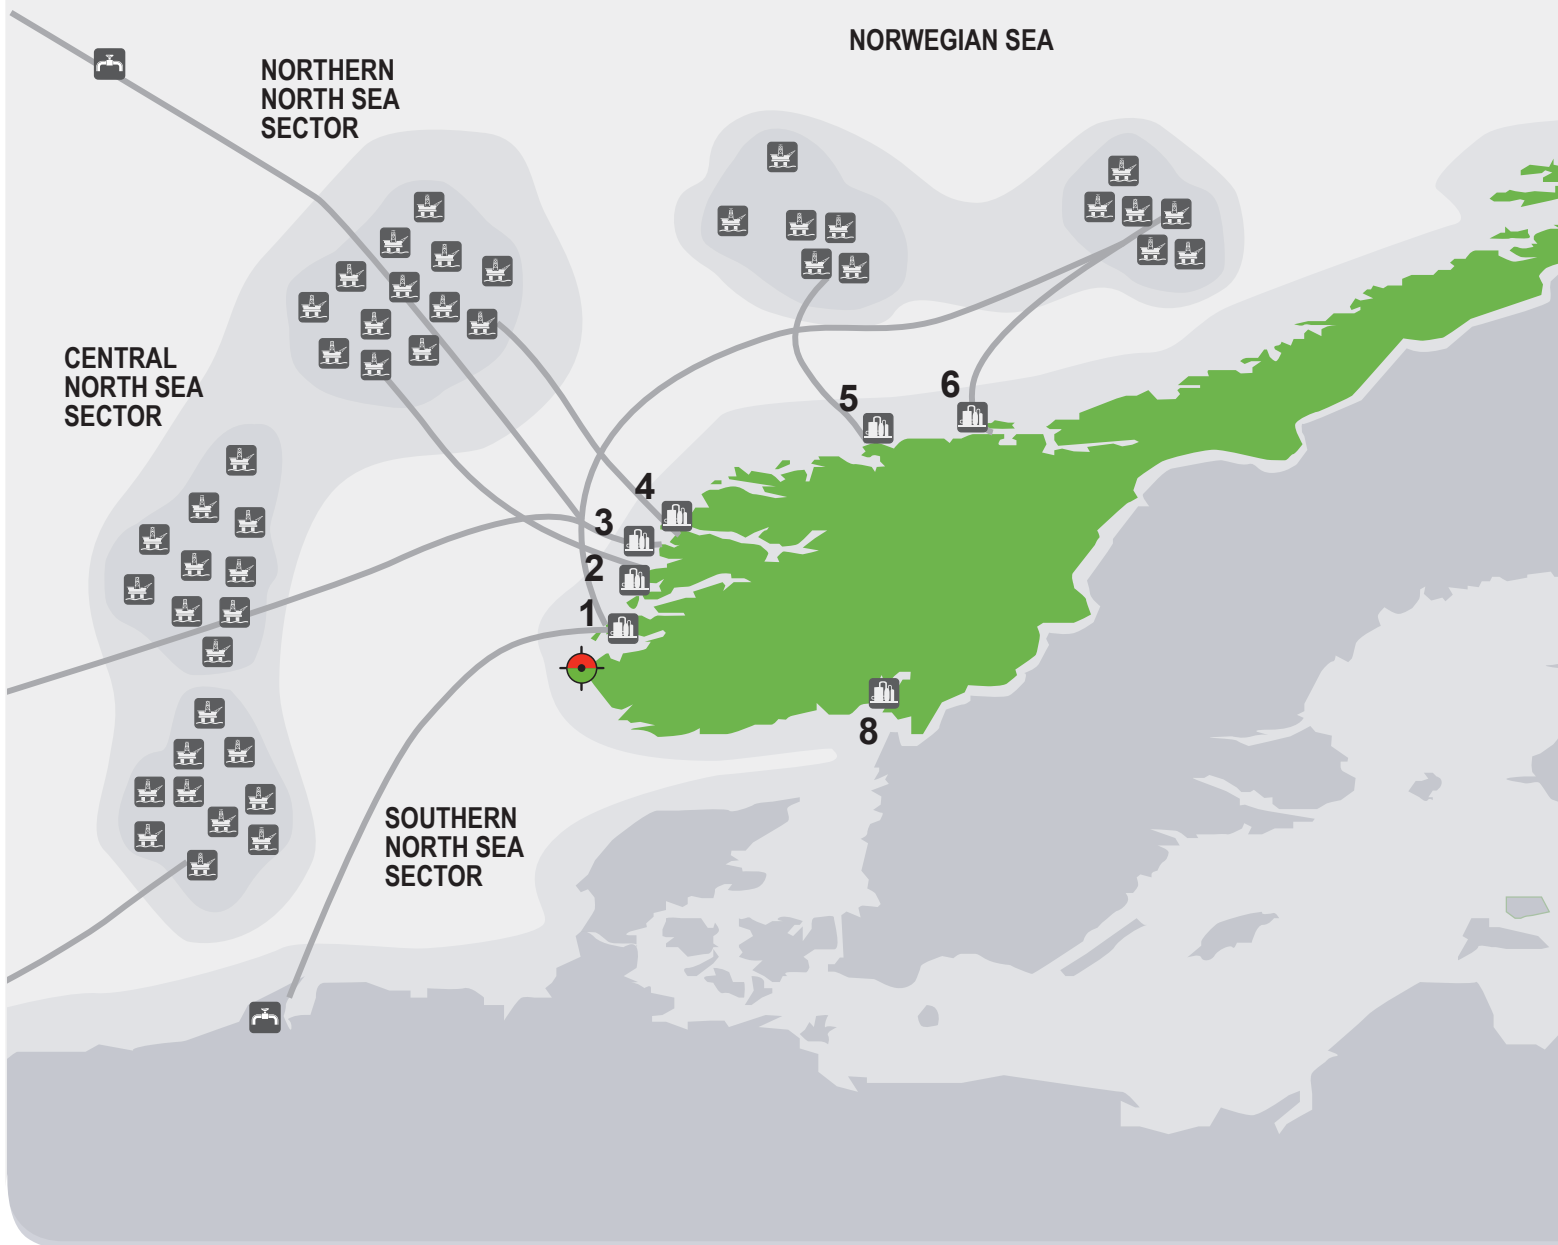 NORWEGIAN SEA
NORTHERN
NORTH SEA
SECTOR
CENTRAL
NORTH SEA
SECTOR
5
6
4
3
2
1
8
SOUTHERN
NORTH SEA
SECTOR